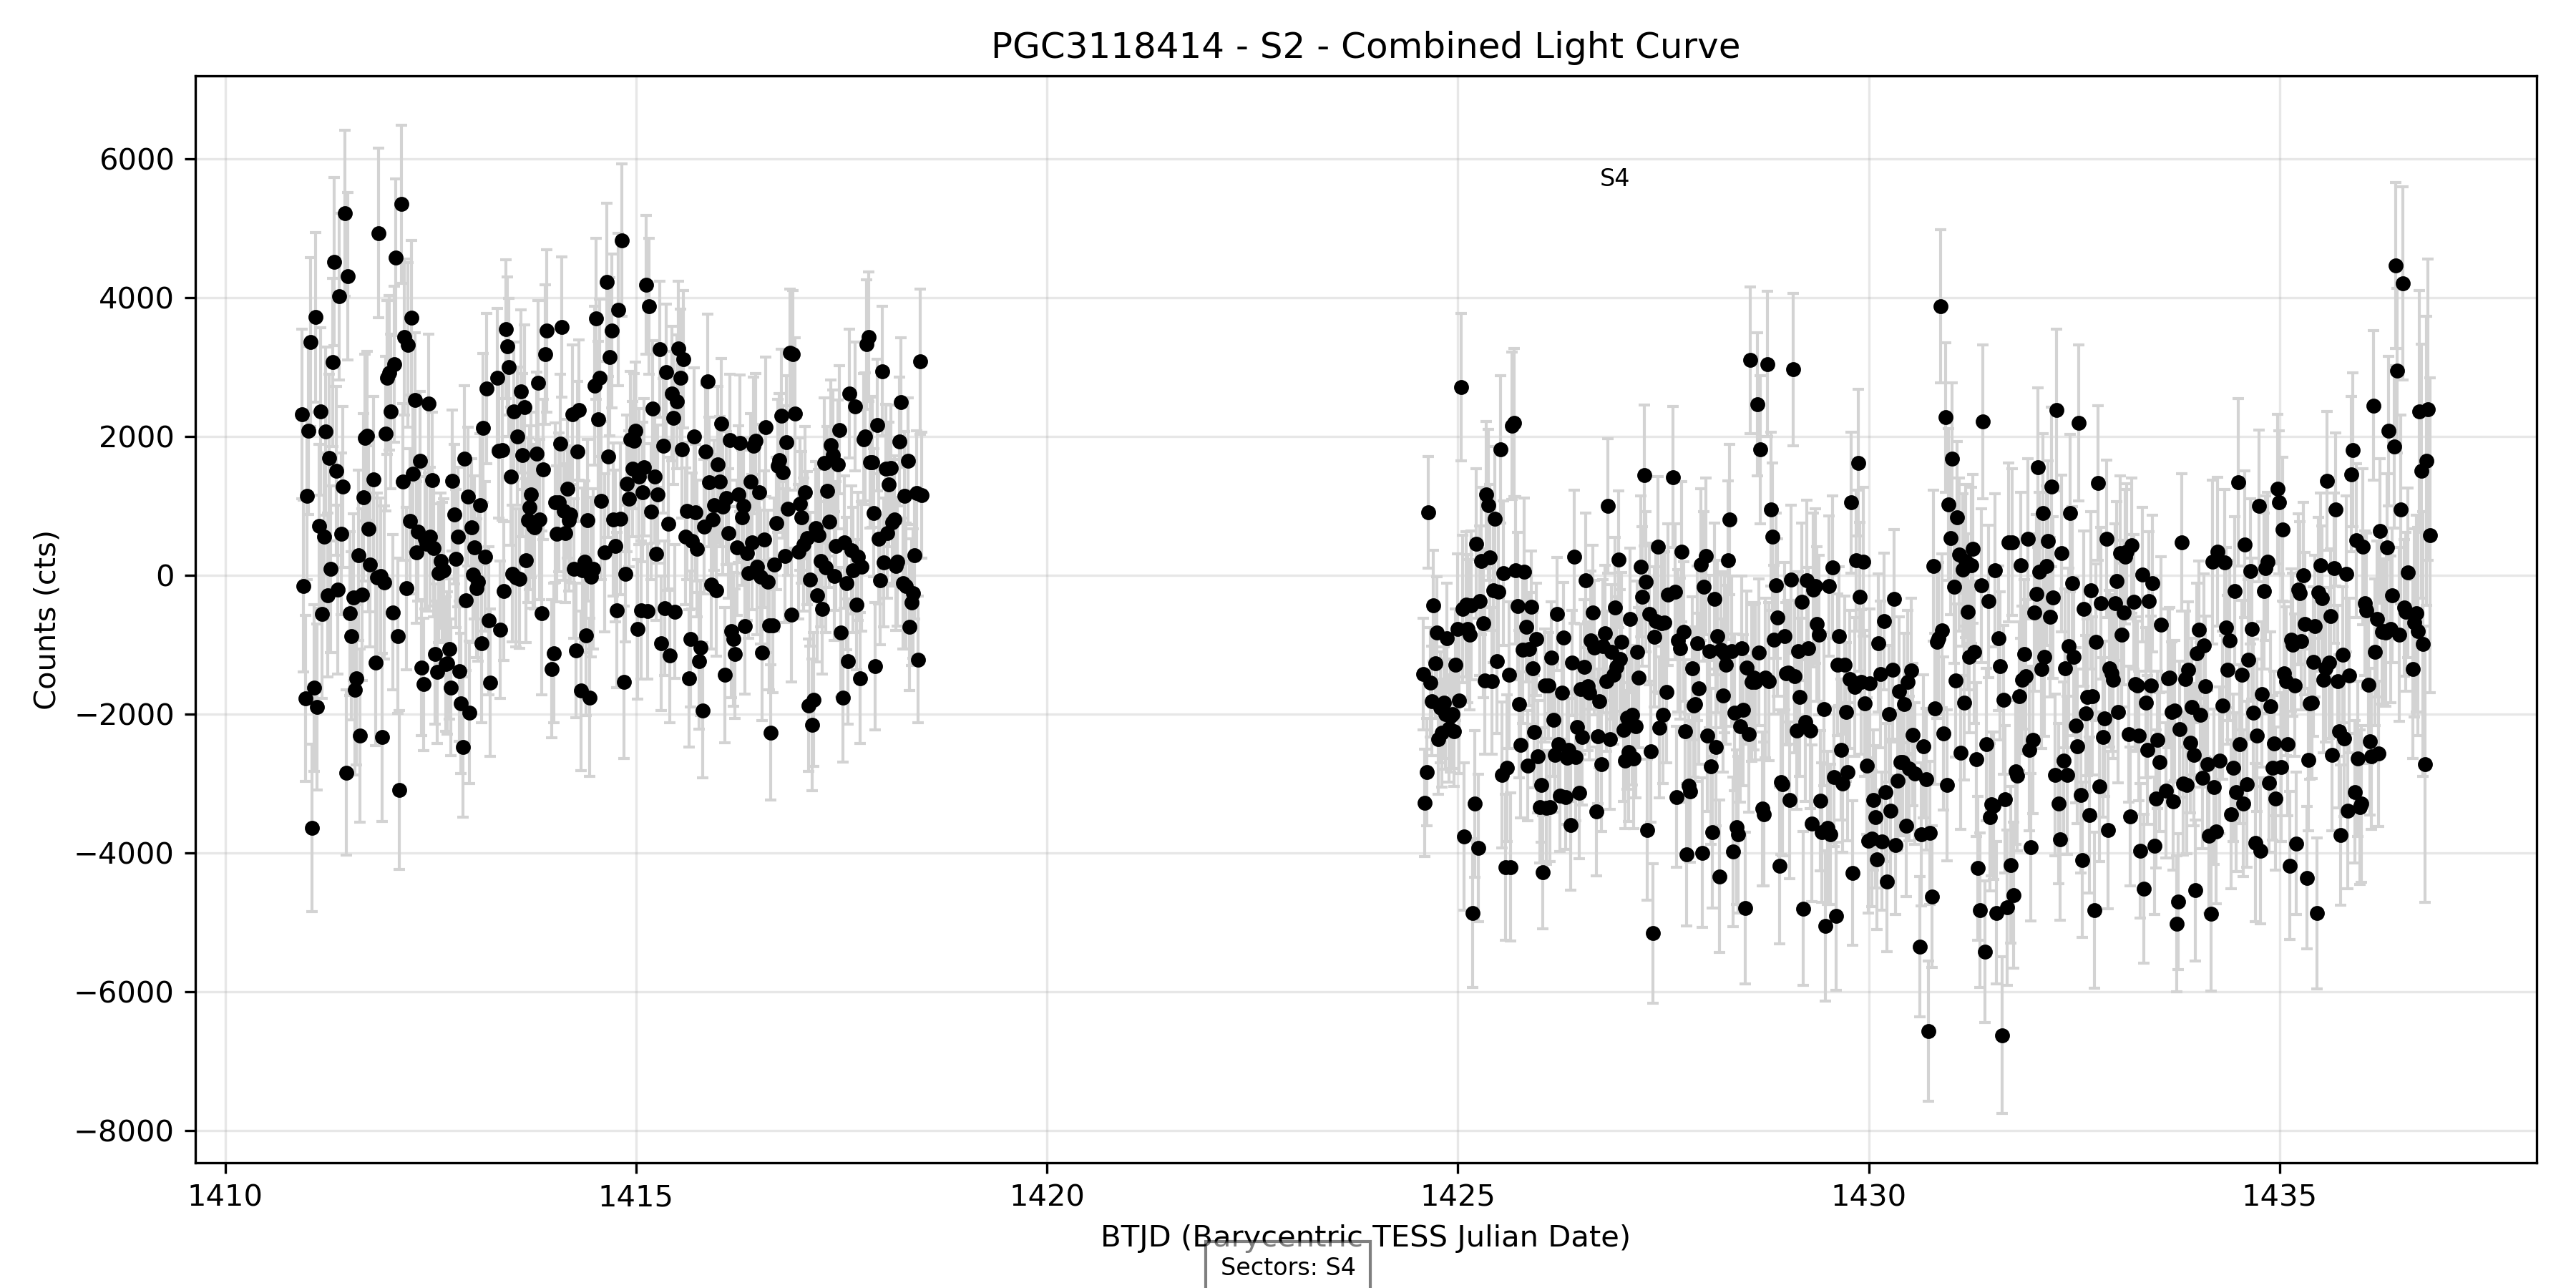 PGC3118414 - S2 - Combined Light Curve
Counts (cts)
6000
4000
2000
0
−2000
−4000
−6000
−8000
S4
1410 1415 1420 1425 1430 1435
BTJD (Barycentric TESS Julian Date)
Sectors: S4